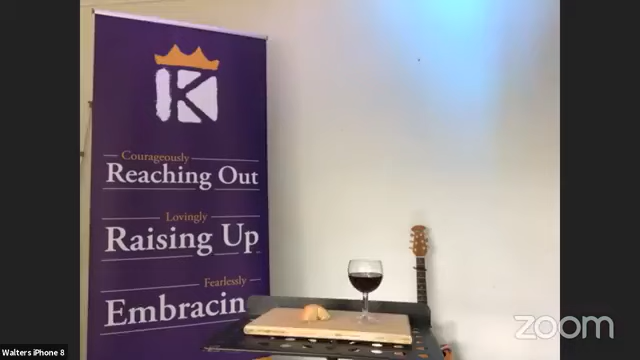 K
Courageously
Reaching Out
Lovingly
Raising Up
Fearlessly
Embracin
Walters iPhone 8
zoom